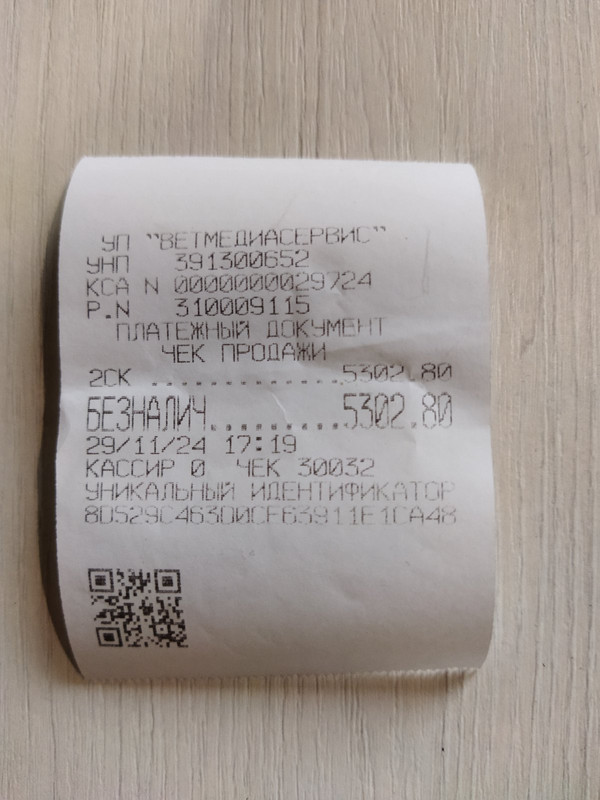 УП "ВЕТМЕДИАСЕРВИС"
УНП 391300652
КСА N 0000000029724
Р.N 310009115
ПЛАТЕЖНЫЙ ДОКУМЕНТ
ЧЕК ПРОДАЖИ
2СК ...................5302.80
БЕЗНАЛИЧ...........5302.80
29/11/24 17:19
КАССИР 0 ЧЕК 30032
УНИКАЛЬНЫЙ ИДЕНТИФИКАТОР